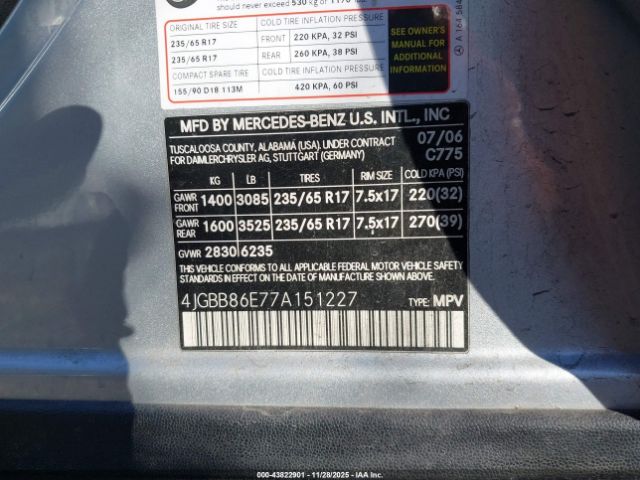 should never exceed 530 kg or
ORIGINAL TIRE SIZE COLD TIRE INFLATION PRESSURE
235/65 R17 FRONT 220 KPA, 32 PSI
235/65 R17 REAR 260 KPA, 38 PSI
COMPACT SPARE TIRE COLD TIRE INFLATION PRESSURE
155/90 D18 113M 420 KPA, 60 PSI
SEE OWNER'S
MANUAL FOR
ADDITIONAL
INFORMATION
A 164 584
MFD BY MERCEDES-BENZ U.S. INTL., INC
TUSCALOOSA COUNTY, ALABAMA (USA). UNDER CONTRACT 07/06
FOR DAIMLERCHRYSLER AG, STUTTGART (GERMANY) C775
KG LB TIRES RIM SIZE COLD KPA (PSI)
GAWR FRONT 1400 3085 235/65 R17 7.5x17 220(32)
GAWR REAR 1600 3525 235/65 R17 7.5x17 270(39)
GVWR 2830 6235
THIS VEHICLE CONFORMS TO ALL APPLICABLE FEDERAL MOTOR VEHICLE SAFETY
STANDARDS IN EFFECT ON THE DATE OF MANUFACTURE SHOWN ABOVE.
4JGBB86E77A151227 TYPE: MPV
000-43822901 - 11/28/2025 - IAAI, Inc.